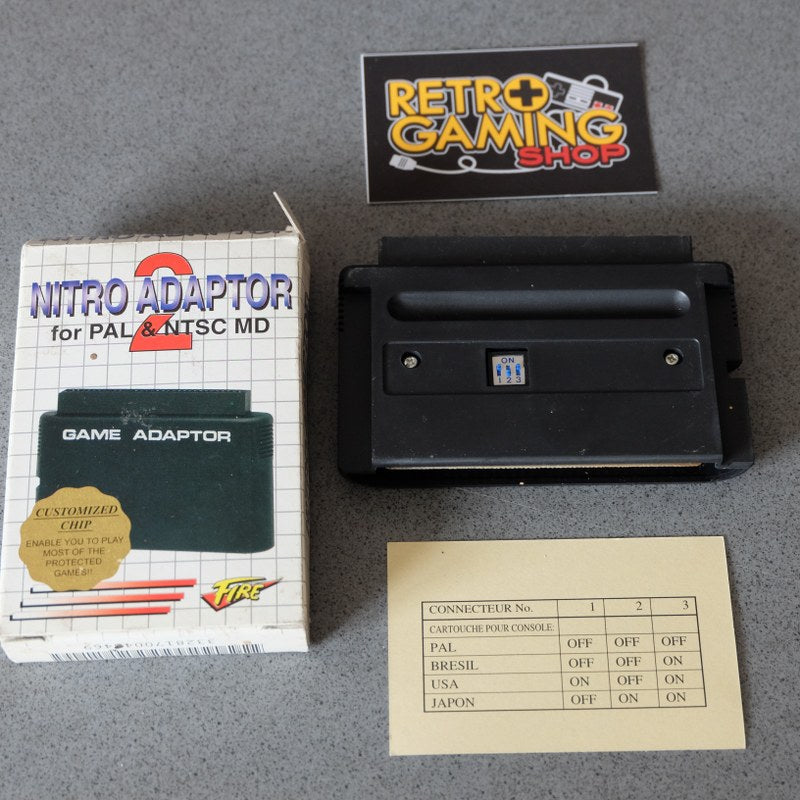 RETRO
GAMING
SHOP
2
NITRO ADAPTOR
for PAL & NTSC MD
GAME ADAPTOR
CUSTOMIZED
CHIP
ENABLE YOU TO PLAY
MOST OF THE
PROTECTED
GAMES!!
FIRE
ON
1 2 3
CONNECTEUR No. 1 2 3
CARTOUCHE POUR CONSOLE:
PAL OFF OFF OFF
BRESIL OFF OFF ON
USA ON OFF ON
JAPON OFF ON ON